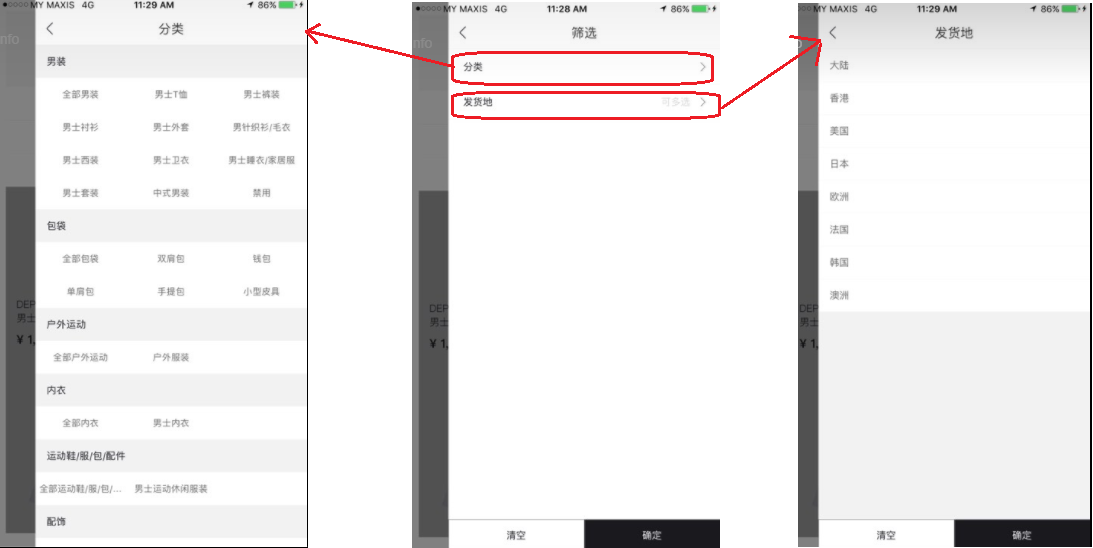 MY MAXIS 4G 11:29 AM 86%
分类
nfo
男装
全部男装 男士T恤 男士裤装
男士衬衫 男士外套 男针织衫/毛衣
男士西装 男士卫衣 男士睡衣/家居服
男士套装 中式男装 禁用
包袋
全部包袋 双肩包 钱包
单肩包 手提包 小型皮具
DEP
男士
¥ 1,
户外运动
全部户外运动 户外服装
内衣
全部内衣 男士内衣
运动鞋/服/包/配件
全部运动鞋/服/包/... 男士运动休闲服装
配饰
MY MAXIS 4G 11:28 AM 86%
筛选
nfo
分类
发货地 可多选
DEP
男士
¥ 1,
清空 确定
MY MAXIS 4G 11:29 AM 86%
发货地
大陆
香港
美国
日本
欧洲
法国
韩国
澳洲
DEP
男士
¥ 1,
清空 确定